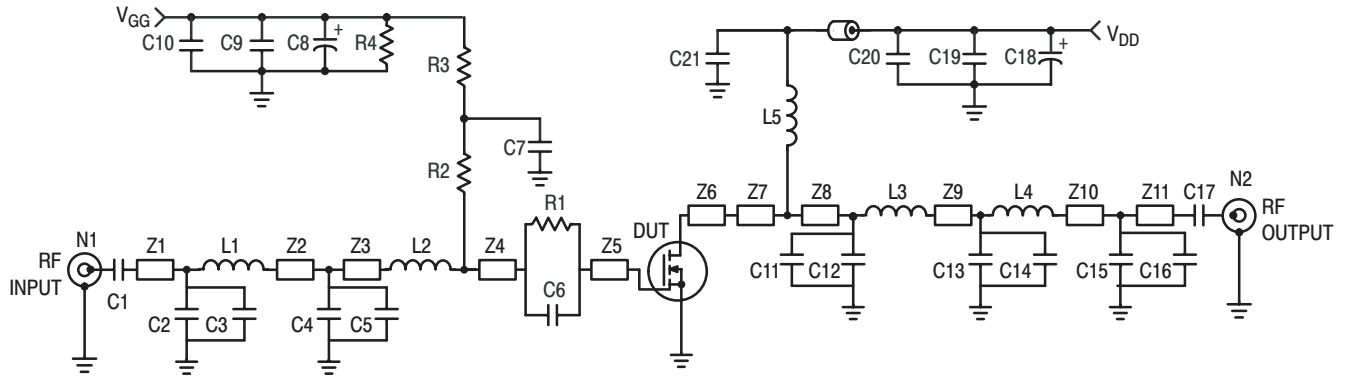 VGG
C10
C9
C8
+
R4
R3
C7
R2
C21
C20
C19
C18
+
VDD
L5
N1
RF
INPUT
C1
Z1
L1
Z2
Z3
L2
Z4
R1
C6
Z5
DUT
Z6
Z7
Z8
L3
Z9
L4
Z10
Z11
C17
N2
RF
OUTPUT
C2
C3
C4
C5
C11
C12
C13
C14
C15
C16